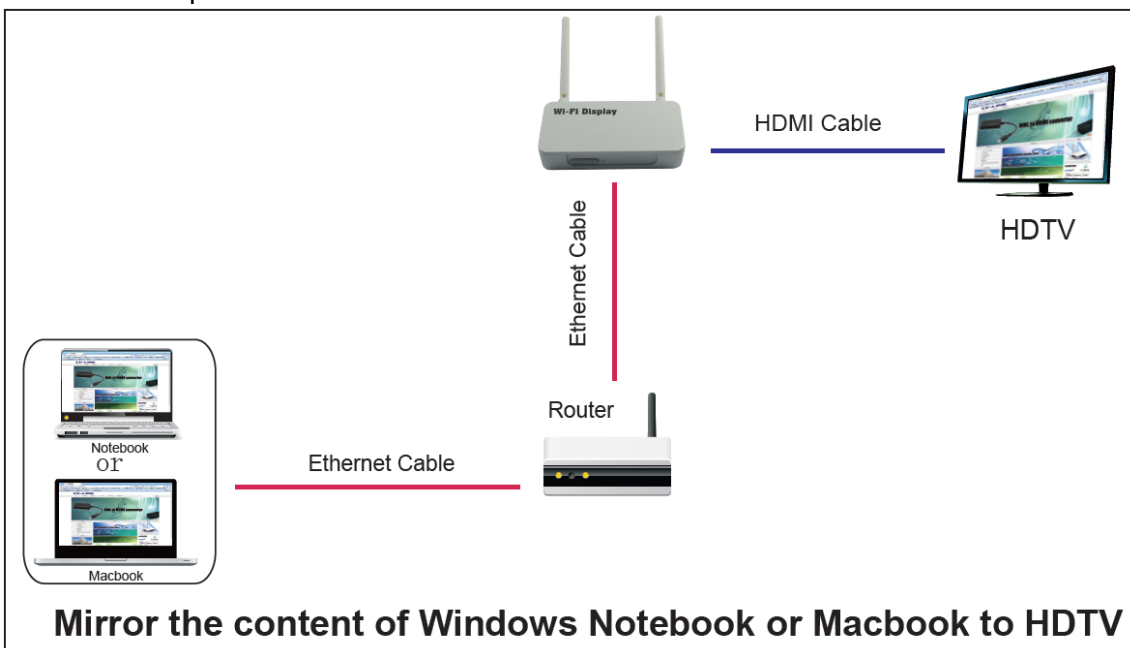 Wi-Fi Display
HDMI Cable
HDTV
Ethernet Cable
Router
Ethernet Cable
Notebook
or
Macbook
Mirror the content of Windows Notebook or Macbook to HDTV